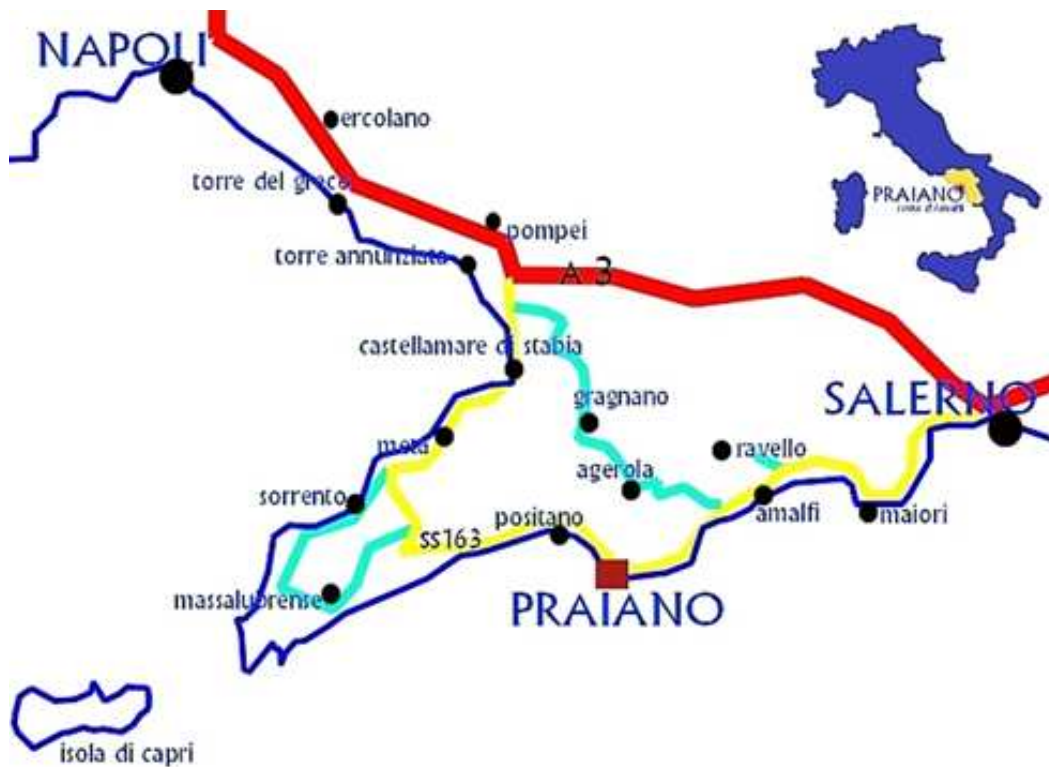 NAPOLI
ercolano
torre del greco
PRAIANO
pompei
torre annunziata
A 3
castellamare di stabia
SALERNO
gragnano
meta
ravello
agerola
sorrento
positano
amalfi
maiori
SS163
massalubrense
PRAIANO
isola di capri